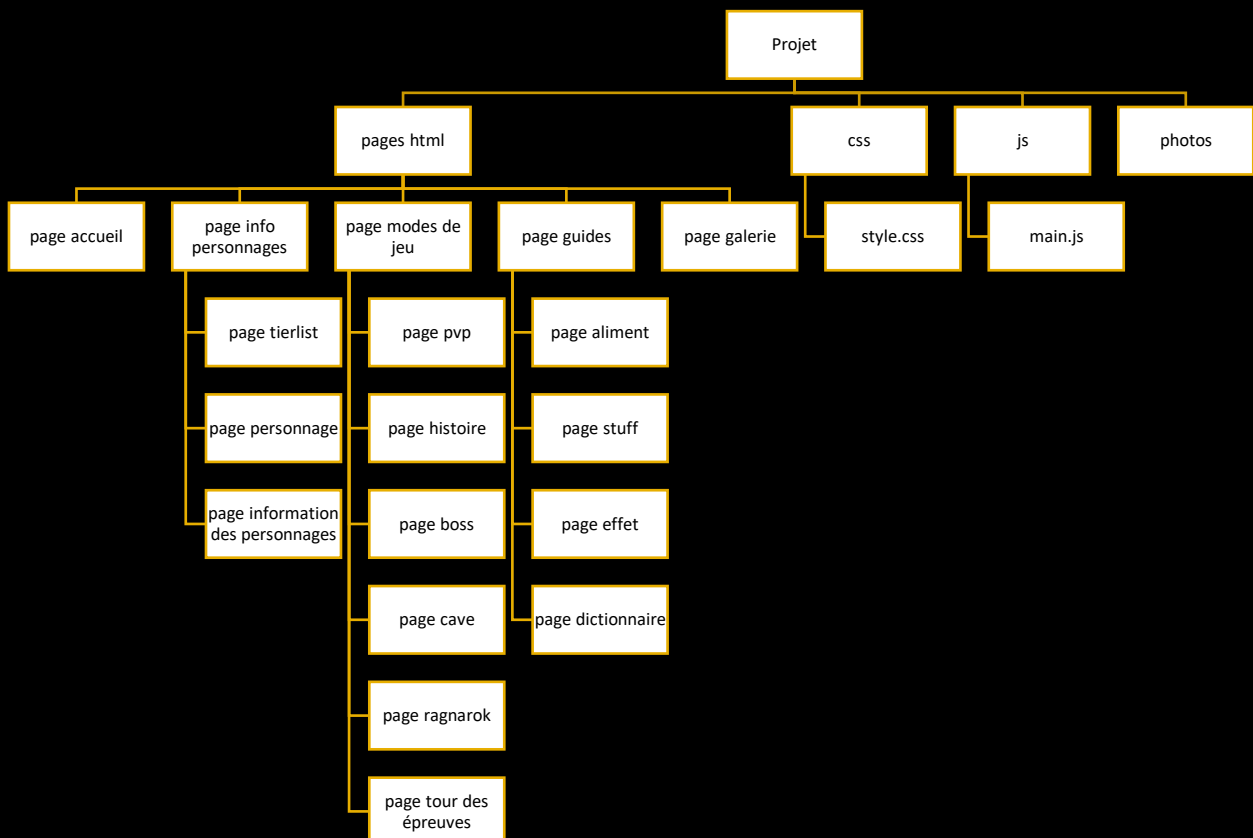 Projet
pages html
css
js
photos
page accueil
page info
personnages
page modes de
jeu
page guides
page galerie
style.css
main.js
page tierlist
page pvp
page aliment
page personnage
page histoire
page stuff
page information
des personnages
page boss
page effet
page cave
page dictionnaire
page ragnarok
page tour des
épreuves